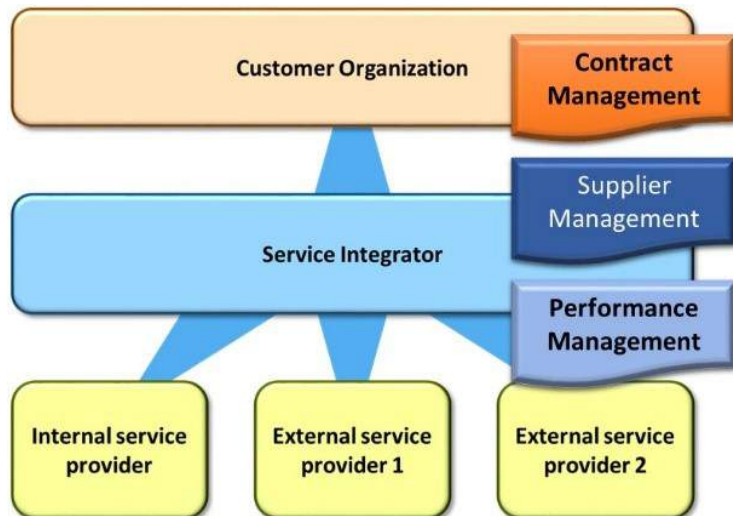 Customer Organization
Contract
Management
Supplier
Management
Service Integrator
Performance
Management
Internal service
provider
External service
provider 1
External service
provider 2